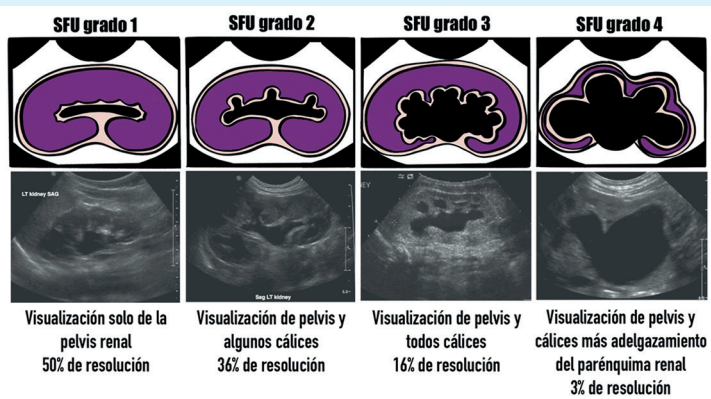 SFU grado 1
SFU grado 2
SFU grado 3
SFU grado 4
LT kidney SAG
Sag LT kidney
EY
Visualización solo de la
pelvis renal
50% de resolución
Visualización de pelvis y
algunos cálices
36% de resolución
Visualización de pelvis y
todos cálices
16% de resolución
Visualización de pelvis y
cálices más adelgazamiento
del parénquima renal
3% de resolución